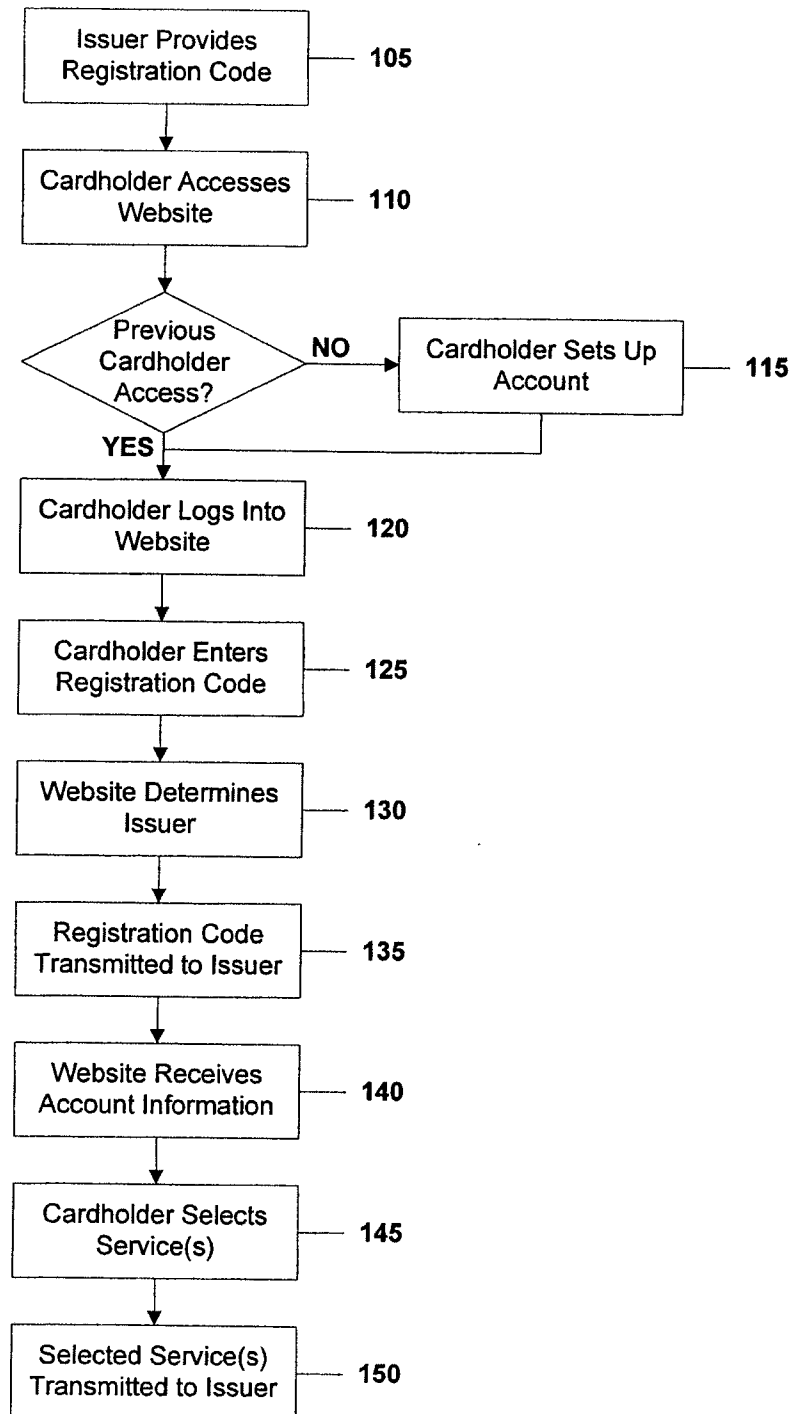 Issuer Provides
Registration Code
105
Cardholder Accesses
Website
110
Previous
Cardholder
Access?
NO
Cardholder Sets Up
Account
115
YES
Cardholder Logs Into
Website
120
Cardholder Enters
Registration Code
125
Website Determines
Issuer
130
Registration Code
Transmitted to Issuer
135
Website Receives
Account Information
140
Cardholder Selects
Service(s)
145
Selected Service(s)
Transmitted to Issuer
150